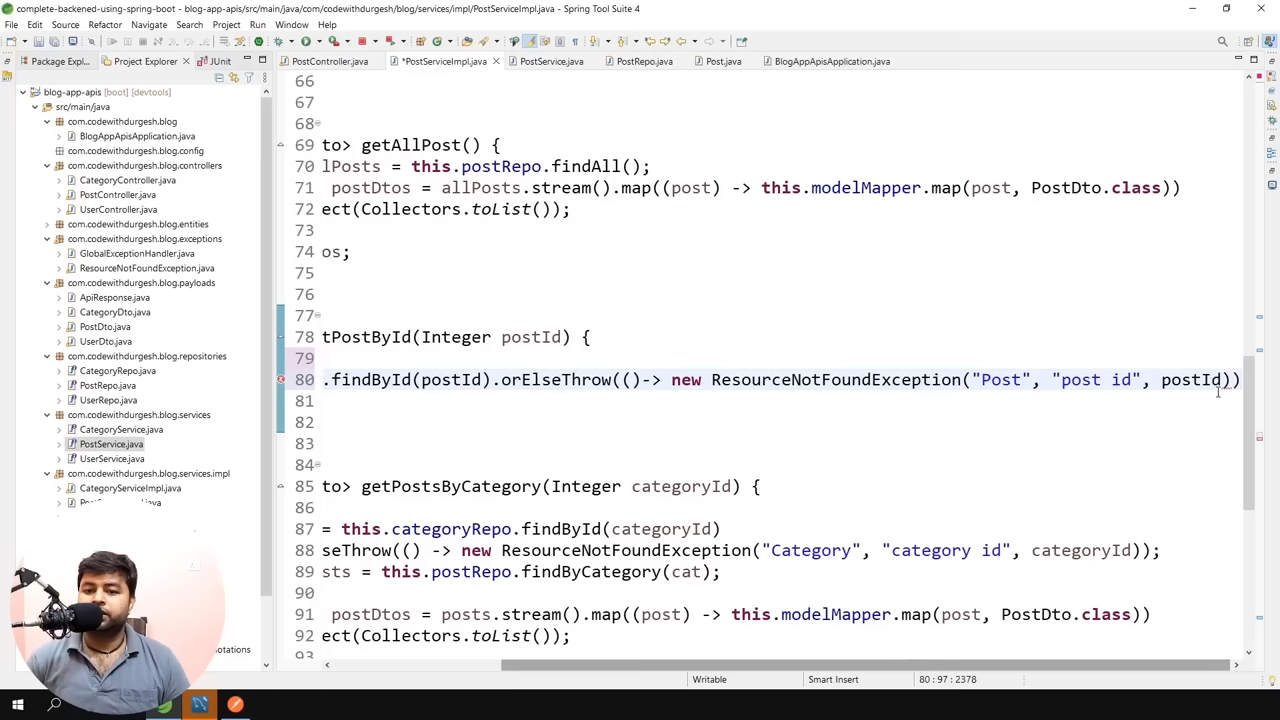 complete-backened-using-spring-boot - blog-app-apis/src/main/java/com/codewithdurgesh/blog/services/impl/PostServiceImpl.java - Spring Tool Suite 4
File Edit Source Refactor Navigate Search Project Run Window Help
Package Expl... Project Explorer JUnit
PostController.java *PostServiceImpl.java PostService.java PostRepo.java Post.java BlogAppApisApplication.java
blog-app-apis [boot] [devtools]
src/main/java
com.codewithdurgesh.blog
BlogAppApisApplication.java
com.codewithdurgesh.blog.config
com.codewithdurgesh.blog.controllers
CategoryController.java
PostController.java
UserController.java
com.codewithdurgesh.blog.entities
com.codewithdurgesh.blog.exceptions
GlobalExceptionHandler.java
ResourceNotFoundException.java
com.codewithdurgesh.blog.payloads
ApiResponse.java
CategoryDto.java
PostDto.java
UserDto.java
com.codewithdurgesh.blog.repositories
CategoryRepo.java
PostRepo.java
UserRepo.java
com.codewithdurgesh.blog.services
CategoryService.java
PostService.java
UserService.java
com.codewithdurgesh.blog.services.impl
CategoryServiceImpl.java
notations
66
67
68
69 to> getAllPost() {
70 lPosts = this.postRepo.findAll();
71 postDtos = allPosts.stream().map((post) -> this.modelMapper.map(post, PostDto.class))
72 ect(Collectors.toList());
73
74 os;
75
76
77
78 tPostById(Integer postId) {
79
80 .findById(postId).orElseThrow(()-> new ResourceNotFoundException("Post", "post id", postId))
81
82
83
84
85 to> getPostsByCategory(Integer categoryId) {
86
87 = this.categoryRepo.findById(categoryId)
88 seThrow(() -> new ResourceNotFoundException("Category", "category id", categoryId));
89 sts = this.postRepo.findByCategory(cat);
90
91 postDtos = posts.stream().map((post) -> this.modelMapper.map(post, PostDto.class))
92 ect(Collectors.toList());
Writable Smart Insert 80 : 97 : 2378